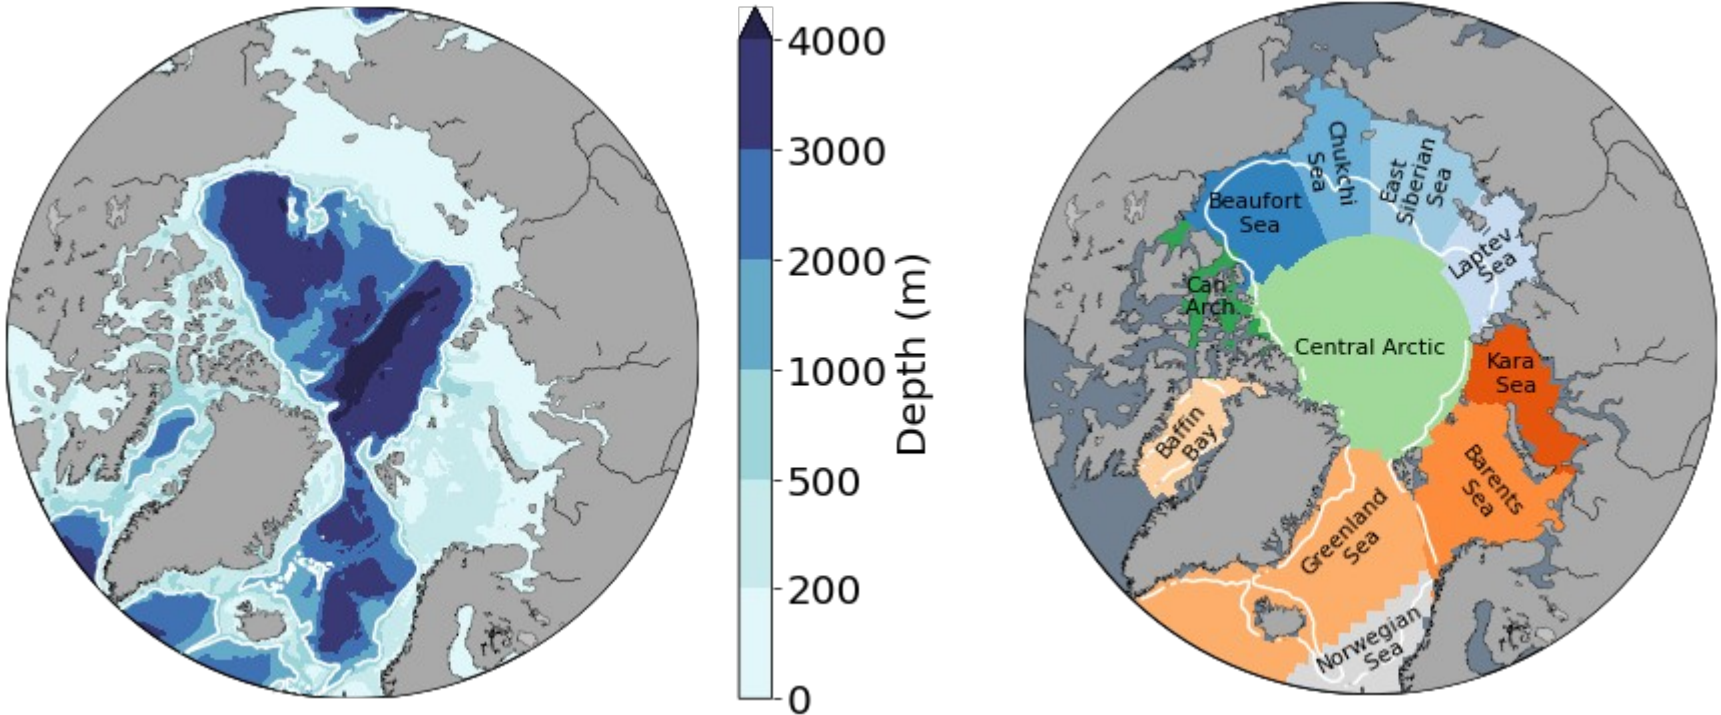 4000
3000
2000
1000
500
200
0
Depth (m)
Chukchi
Sea
East
Siberian
Sea
Beaufort
Sea
Laptev
Sea
Can.
Arch.
Central Arctic
Kara
Sea
Baffin
Bay
Barents
Sea
Greenland
Sea
Norwegian
Sea